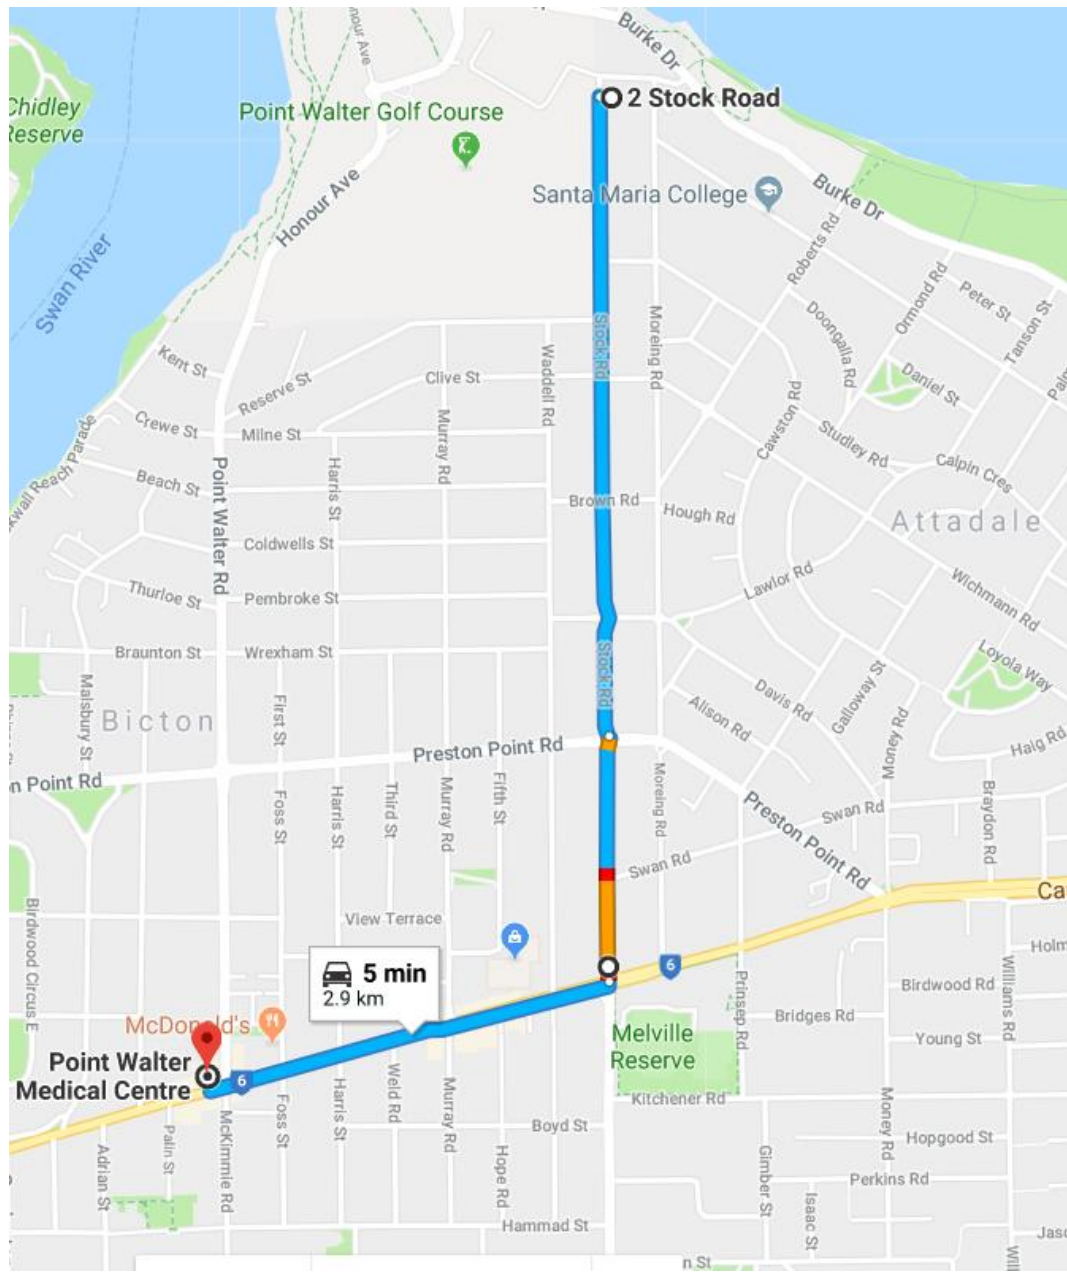 Burke Dr
Honour Ave
2 Stock Road
Chidley
Reserve
Point Walter Golf Course
Santa Maria College
Burke Dr
Honour Ave
Swan River
Roberts Rd
Ormond Rd
Peter St
Tanson St
Doongalla Rd
Moreing Rd
Stock Rd
Waddell Rd
Kent St
Reserve St
Clive St
Daniel St
Cawston Rd
Crewe St
Milne St
Murray Rd
Studley Rd
Calpin Cres
Beach Parade
Beach St
Harris St
Point Walter Rd
Brown Rd
Hough Rd
Attadale
Coldwells St
Lawlor Rd
Wichmann Rd
Thurloe St
Pembroke St
Braunton St
Wrexham St
Stock Rd
Loyola Way
Malsbury St
First St
Davis Rd
Galloway St
Alison Rd
Bicton
Money Rd
Haig Rd
Preston Point Rd
n Point Rd
Foss St
Harris St
Third St
Murray Rd
Fifth St
Moreing Rd
Preston Point Rd
Swan Rd
Braydon Rd
Swan Rd
Birdwood Circus E
View Terrace
5 min
2.9 km
6
Prinsep Rd
Williams Rd
Birdwood Rd
Bridges Rd
Young St
McDonald's
Point Walter
Medical Centre
6
Melville
Reserve
Kitchener Rd
Weld Rd
Harris St
Murray Rd
Foss St
McKimmie Rd
Palin St
Adrian St
Boyd St
Hope Rd
Money Rd
Hopgood St
Gimber St
Perkins Rd
Isaac St
Hammad St
n St